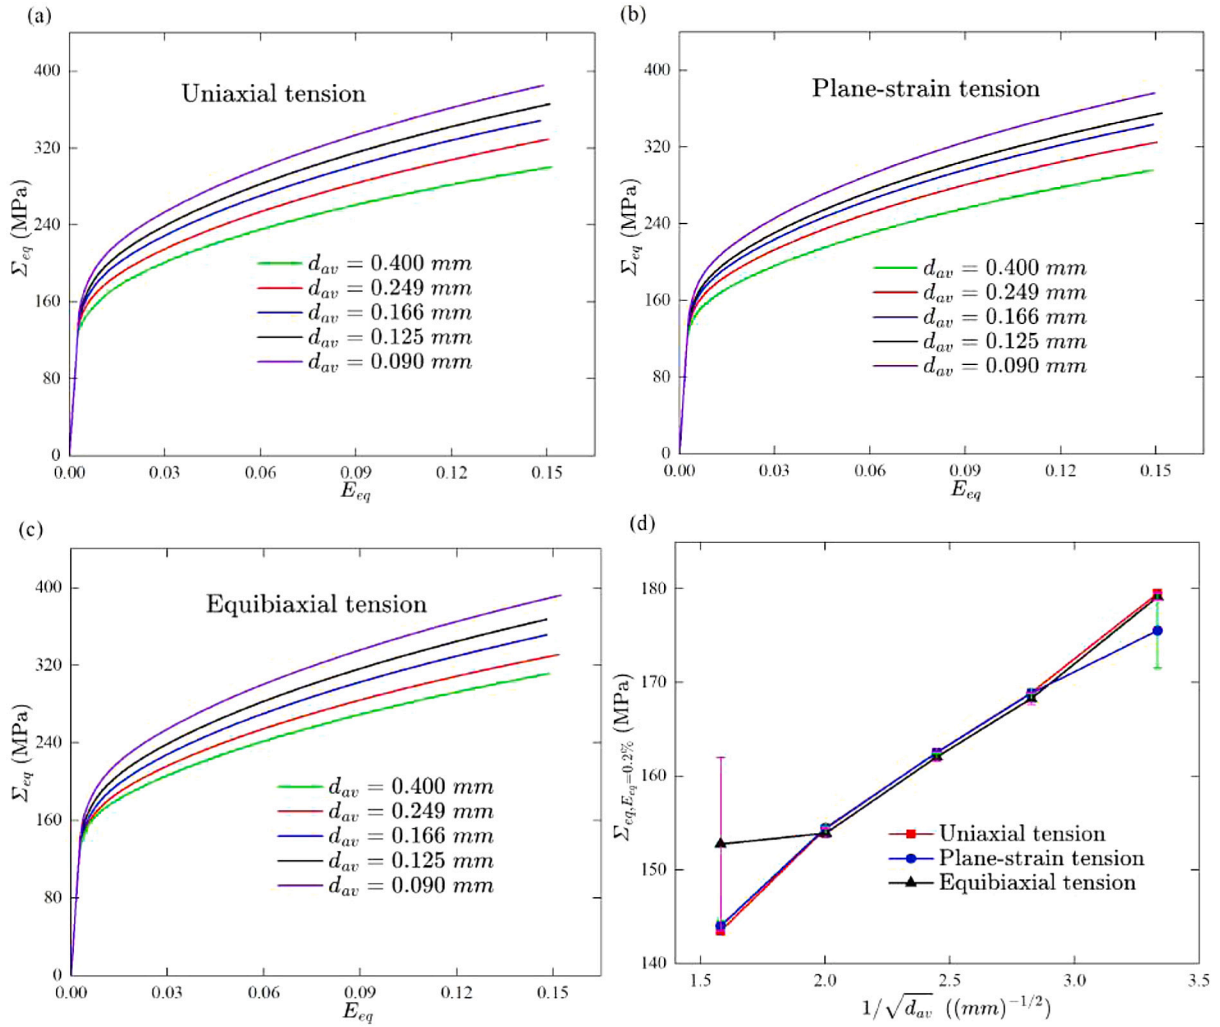 (a)
400
320
240
160
80
0
Σeq (MPa)
Uniaxial tension
dav = 0.400 mm
dav = 0.249 mm
dav = 0.166 mm
dav = 0.125 mm
dav = 0.090 mm
0.00 0.03 0.06 0.09 0.12 0.15
Eeq
(b)
400
320
240
160
80
0
Σeq (MPa)
Plane-strain tension
dav = 0.400 mm
dav = 0.249 mm
dav = 0.166 mm
dav = 0.125 mm
dav = 0.090 mm
0.00 0.03 0.06 0.09 0.12 0.15
Eeq
(c)
400
320
240
160
80
0
Σeq (MPa)
Equibiaxial tension
dav = 0.400 mm
dav = 0.249 mm
dav = 0.166 mm
dav = 0.125 mm
dav = 0.090 mm
0.00 0.03 0.06 0.09 0.12 0.15
Eeq
(d)
180
170
160
150
140
Σeq,Eeq=0.2% (MPa)
Uniaxial tension
Plane-strain tension
Equibiaxial tension
1.5 2.0 2.5 3.0 3.5
1/√dav ((mm)−1/2)